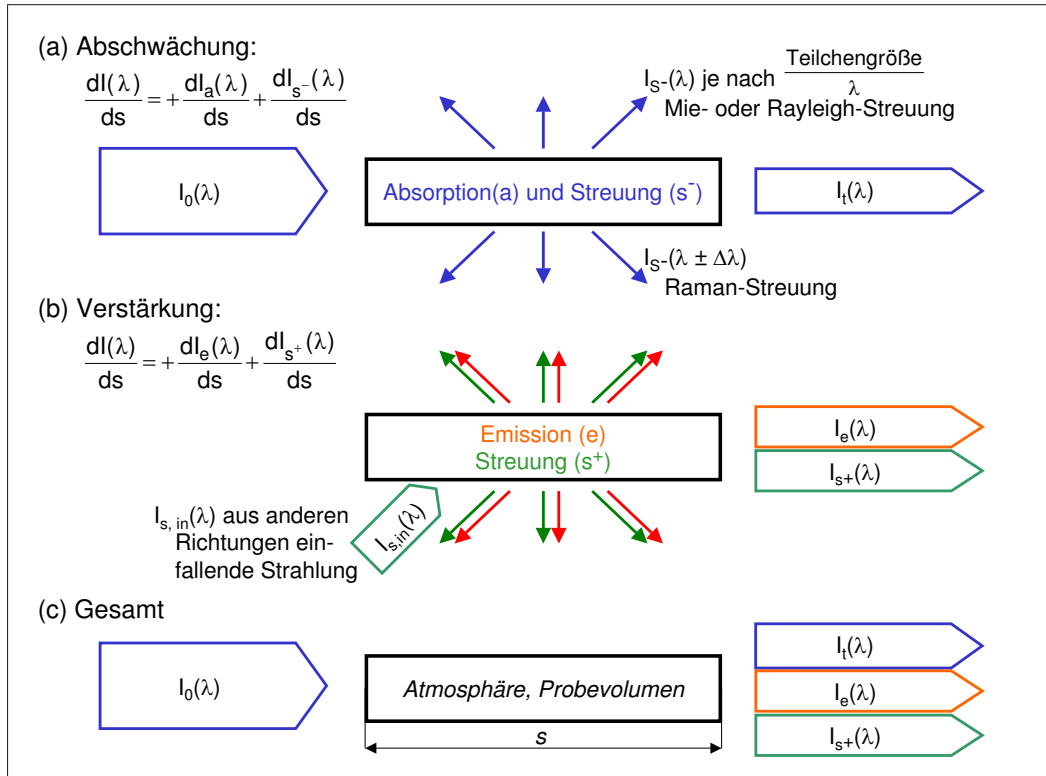 (a) Abschwächung:
dI(λ)/ds = + dI_a(λ)/ds + dI_s⁻(λ)/ds
I_S-(λ) je nach Teilchengröße/λ
Mie- oder Rayleigh-Streuung
I_0(λ)
Absorption(a) und Streuung (s⁻)
I_t(λ)
I_S-(λ ± Δλ)
Raman-Streuung
(b) Verstärkung:
dI(λ)/ds = + dI_e(λ)/ds + dI_s⁺(λ)/ds
Emission (e)
Streuung (s⁺)
I_e(λ)
I_s+(λ)
I_s, in(λ) aus anderen
Richtungen ein-
fallende Strahlung
I_s,in(λ)
(c) Gesamt
I_0(λ)
Atmosphäre, Probevolumen
s
I_t(λ)
I_e(λ)
I_s+(λ)